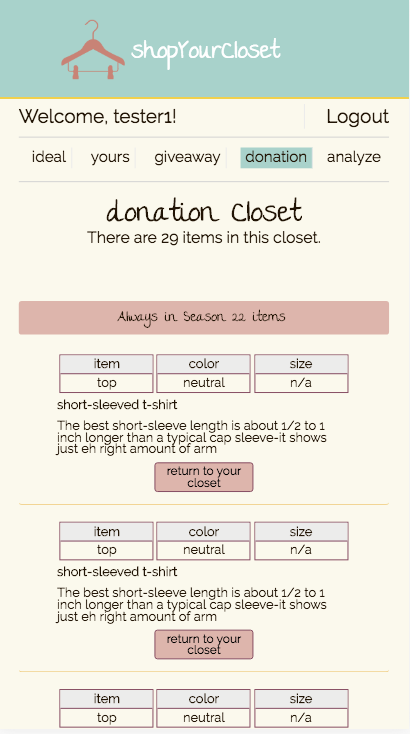 shopYourCloset
Welcome, tester1! Logout
ideal yours giveaway donation analyze
donation Closet
There are 29 items in this closet.
Always in Season 22 items
item color size
top neutral n/a
short-sleeved t-shirt
The best short-sleeve length is about 1/2 to 1
inch longer than a typical cap sleeve-it shows
just eh right amount of arm
return to your
closet
item color size
top neutral n/a
short-sleeved t-shirt
The best short-sleeve length is about 1/2 to 1
inch longer than a typical cap sleeve-it shows
just eh right amount of arm
return to your
closet
item color size
top neutral n/a